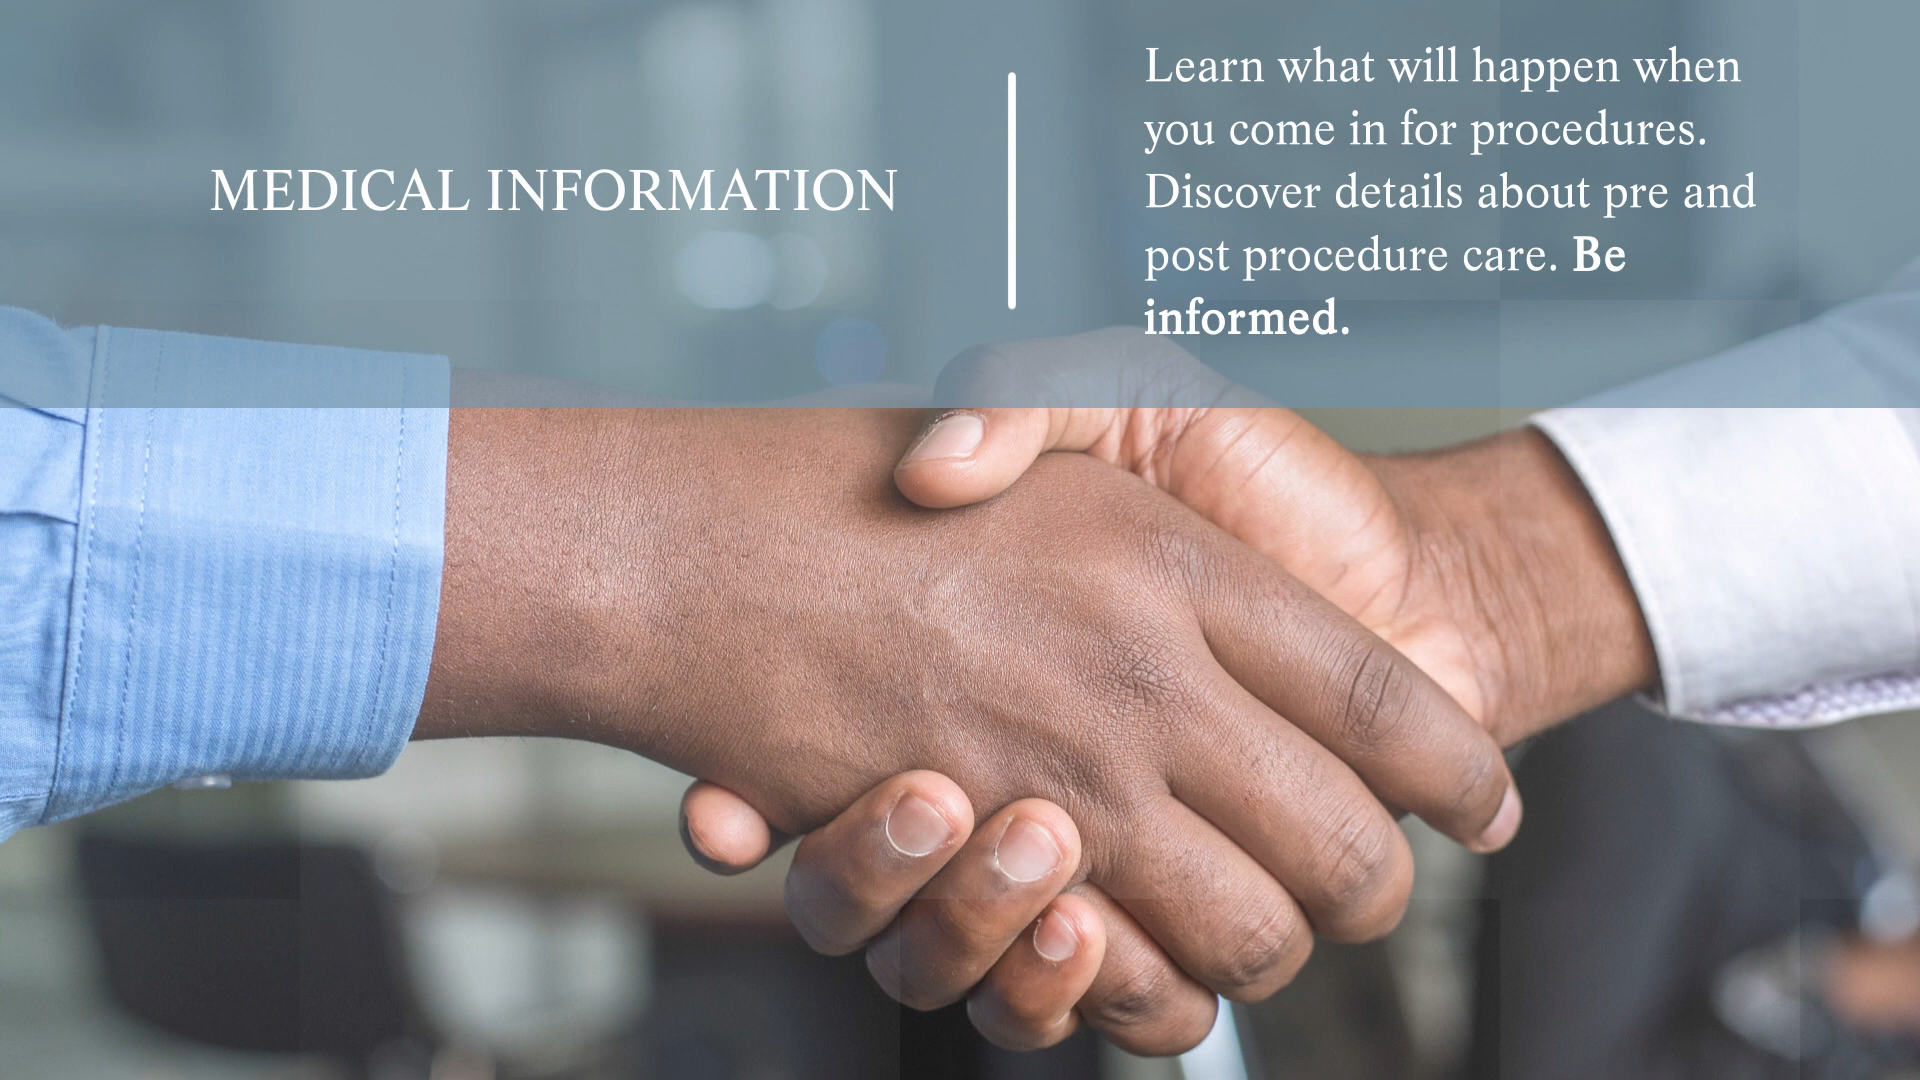 MEDICAL INFORMATION
Learn what will happen when
you come in for procedures.
Discover details about pre and
post procedure care. Be
informed.